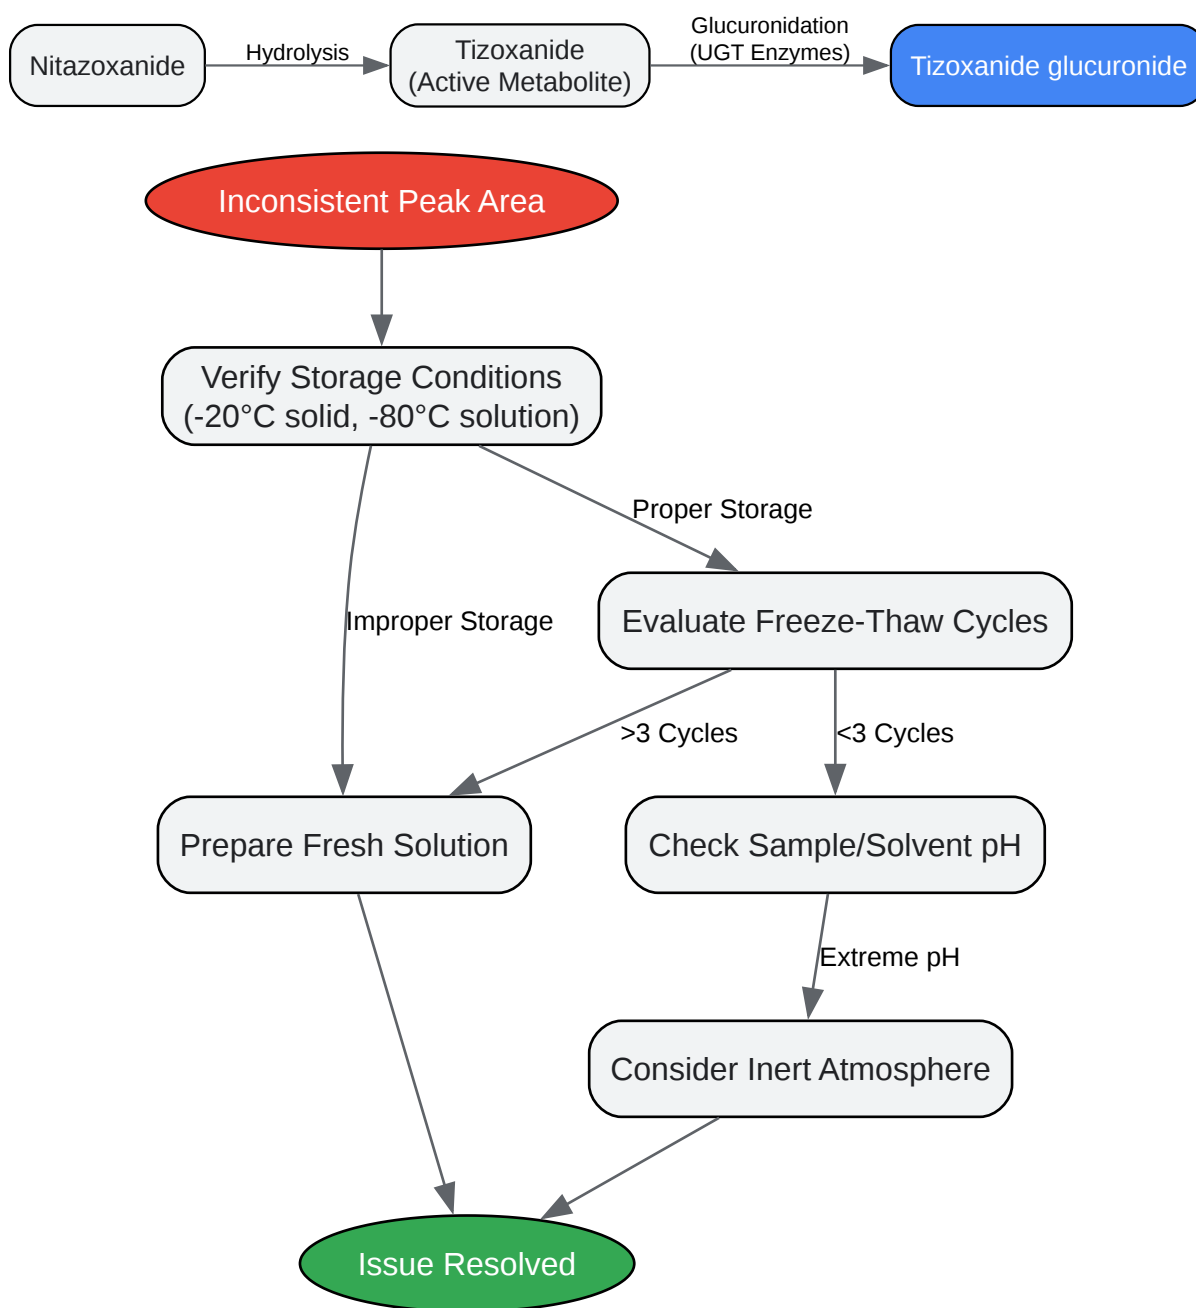 Nitazoxanide
Hydrolysis
Tizoxanide
(Active Metabolite)
Glucuronidation
(UGT Enzymes)
Tizoxanide glucuronide
Inconsistent Peak Area
Verify Storage Conditions
(-20°C solid, -80°C solution)
Proper Storage
Improper Storage
Evaluate Freeze-Thaw Cycles
>3 Cycles
<3 Cycles
Prepare Fresh Solution
Check Sample/Solvent pH
Extreme pH
Consider Inert Atmosphere
Issue Resolved